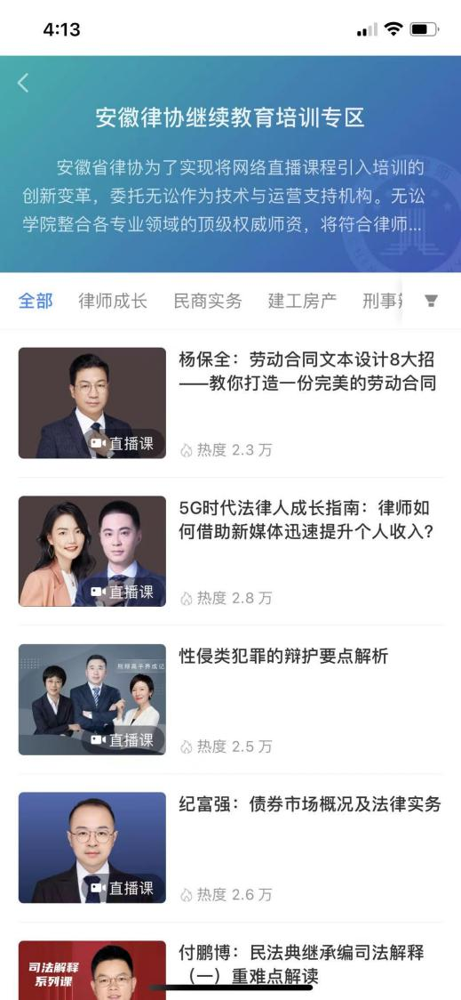 4:13
安徽律协继续教育培训专区
安徽省律协为了实现将网络直播课程引入培训的
创新变革，委托无讼作为技术与运营支持机构。无讼
学院整合各专业领域的顶级权威师资，将符合律师...
全部 律师成长 民商实务 建工房产 刑事
杨保全：劳动合同文本设计8大招
——教你打造一份完美的劳动合同
直播课
热度 2.3 万
5G时代法律人成长指南：律师如
何借助新媒体迅速提升个人收入？
直播课
热度 2.8 万
性侵类犯罪的辩护要点解析
刑辩高手养成记
直播课
热度 2.5 万
纪富强：债券市场概况及法律实务
直播课
热度 2.6 万
付鹏博：民法典继承编司法解释
（一）重难点解读
司法解释
系列课